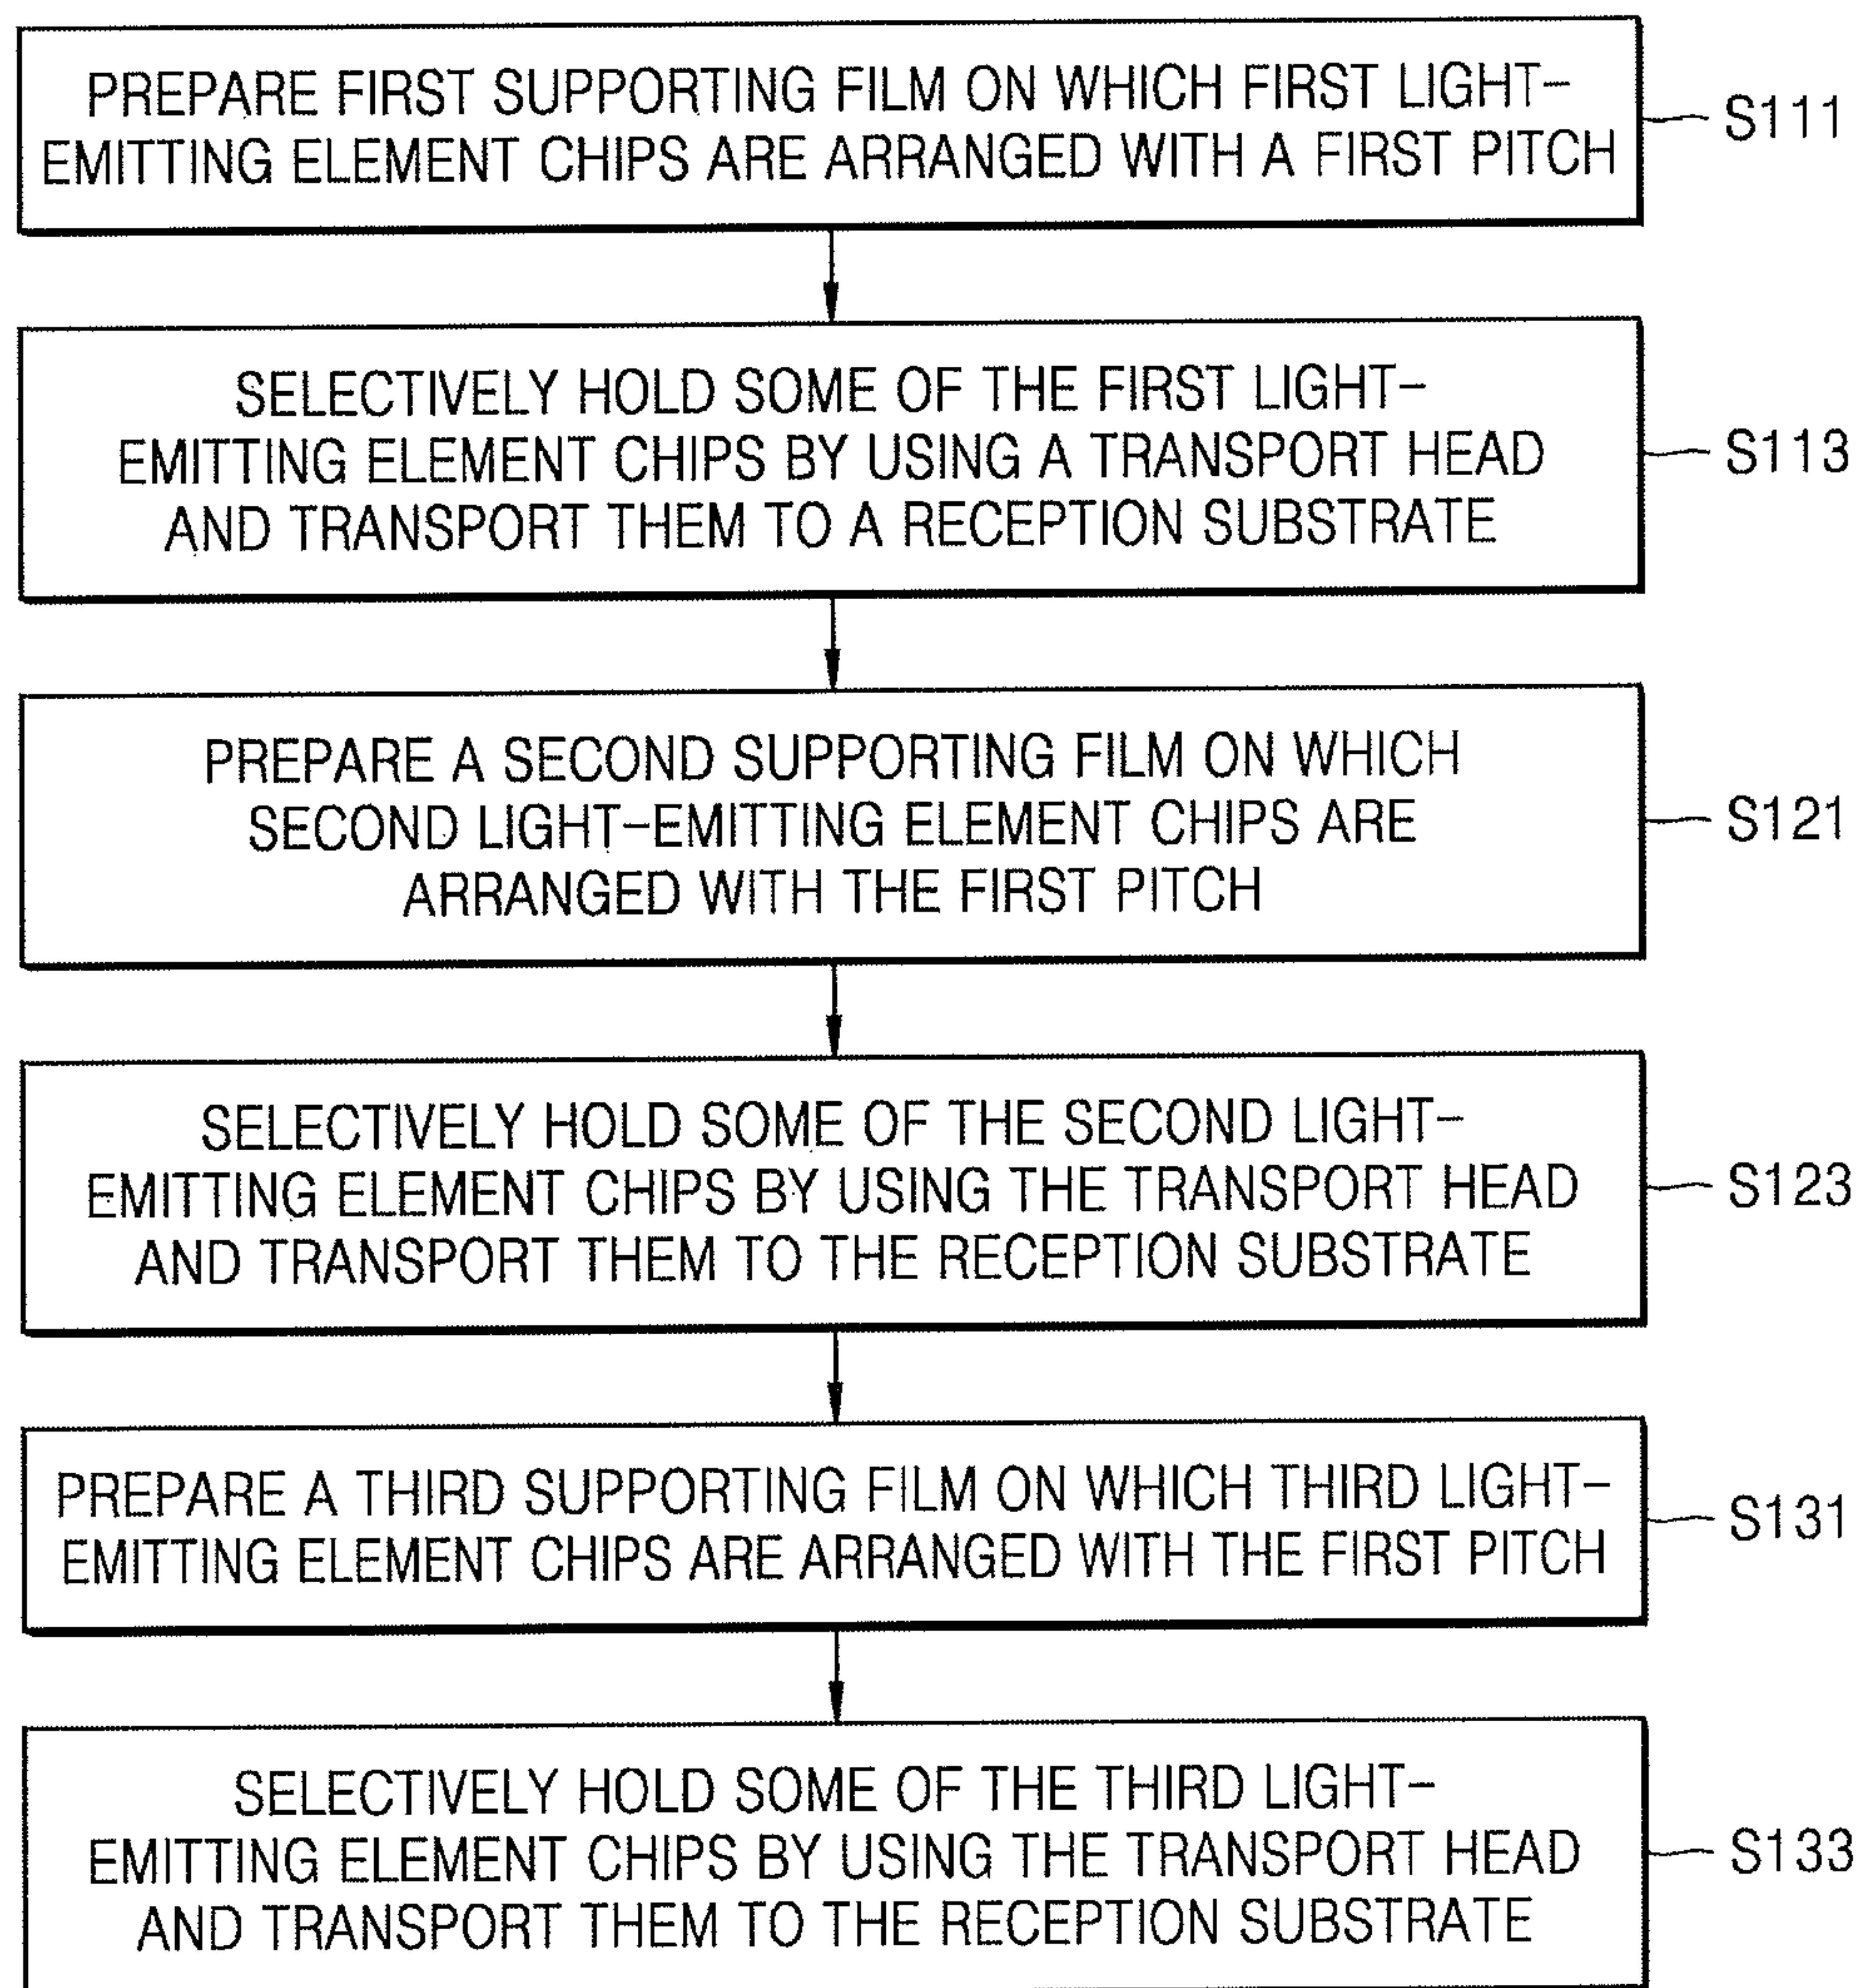 PREPARE FIRST SUPPORTING FILM ON WHICH FIRST LIGHT-
EMITTING ELEMENT CHIPS ARE ARRANGED WITH A FIRST PITCH
S111
SELECTIVELY HOLD SOME OF THE FIRST LIGHT-
EMITTING ELEMENT CHIPS BY USING A TRANSPORT HEAD
AND TRANSPORT THEM TO A RECEPTION SUBSTRATE
S113
PREPARE A SECOND SUPPORTING FILM ON WHICH
SECOND LIGHT-EMITTING ELEMENT CHIPS ARE
ARRANGED WITH THE FIRST PITCH
S121
SELECTIVELY HOLD SOME OF THE SECOND LIGHT-
EMITTING ELEMENT CHIPS BY USING THE TRANSPORT HEAD
AND TRANSPORT THEM TO THE RECEPTION SUBSTRATE
S123
PREPARE A THIRD SUPPORTING FILM ON WHICH THIRD LIGHT-
EMITTING ELEMENT CHIPS ARE ARRANGED WITH THE FIRST PITCH
S131
SELECTIVELY HOLD SOME OF THE THIRD LIGHT-
EMITTING ELEMENT CHIPS BY USING THE TRANSPORT HEAD
AND TRANSPORT THEM TO THE RECEPTION SUBSTRATE
S133